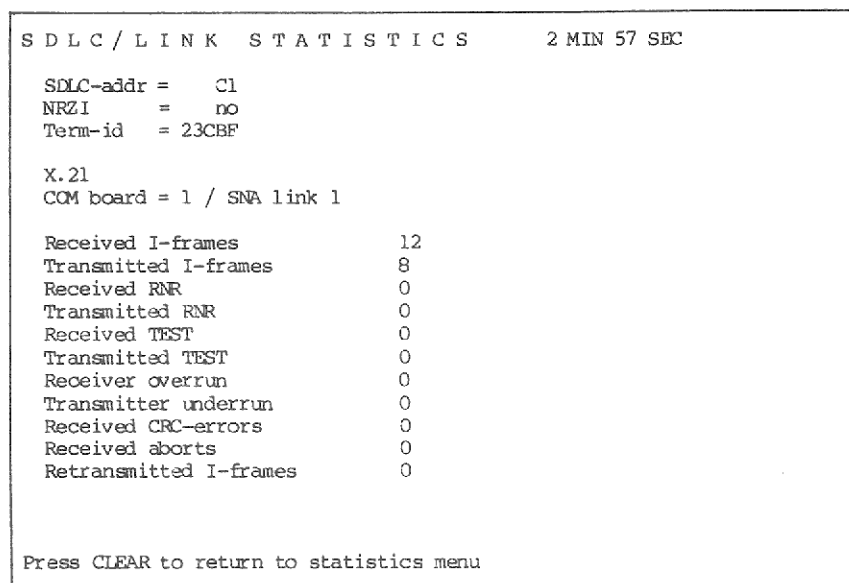 S D L C / L I N K   S T A T I S T I C S   2 MIN 57 SEC
SDLC-addr = C1
NRZI = no
Term-id = 23CBF
X.21
COM board = 1 / SNA link 1
Received I-frames 12
Transmitted I-frames 8
Received RNR 0
Transmitted RNR 0
Received TEST 0
Transmitted TEST 0
Receiver overrun 0
Transmitter underrun 0
Received CRC-errors 0
Received aborts 0
Retransmitted I-frames 0
Press CLEAR to return to statistics menu